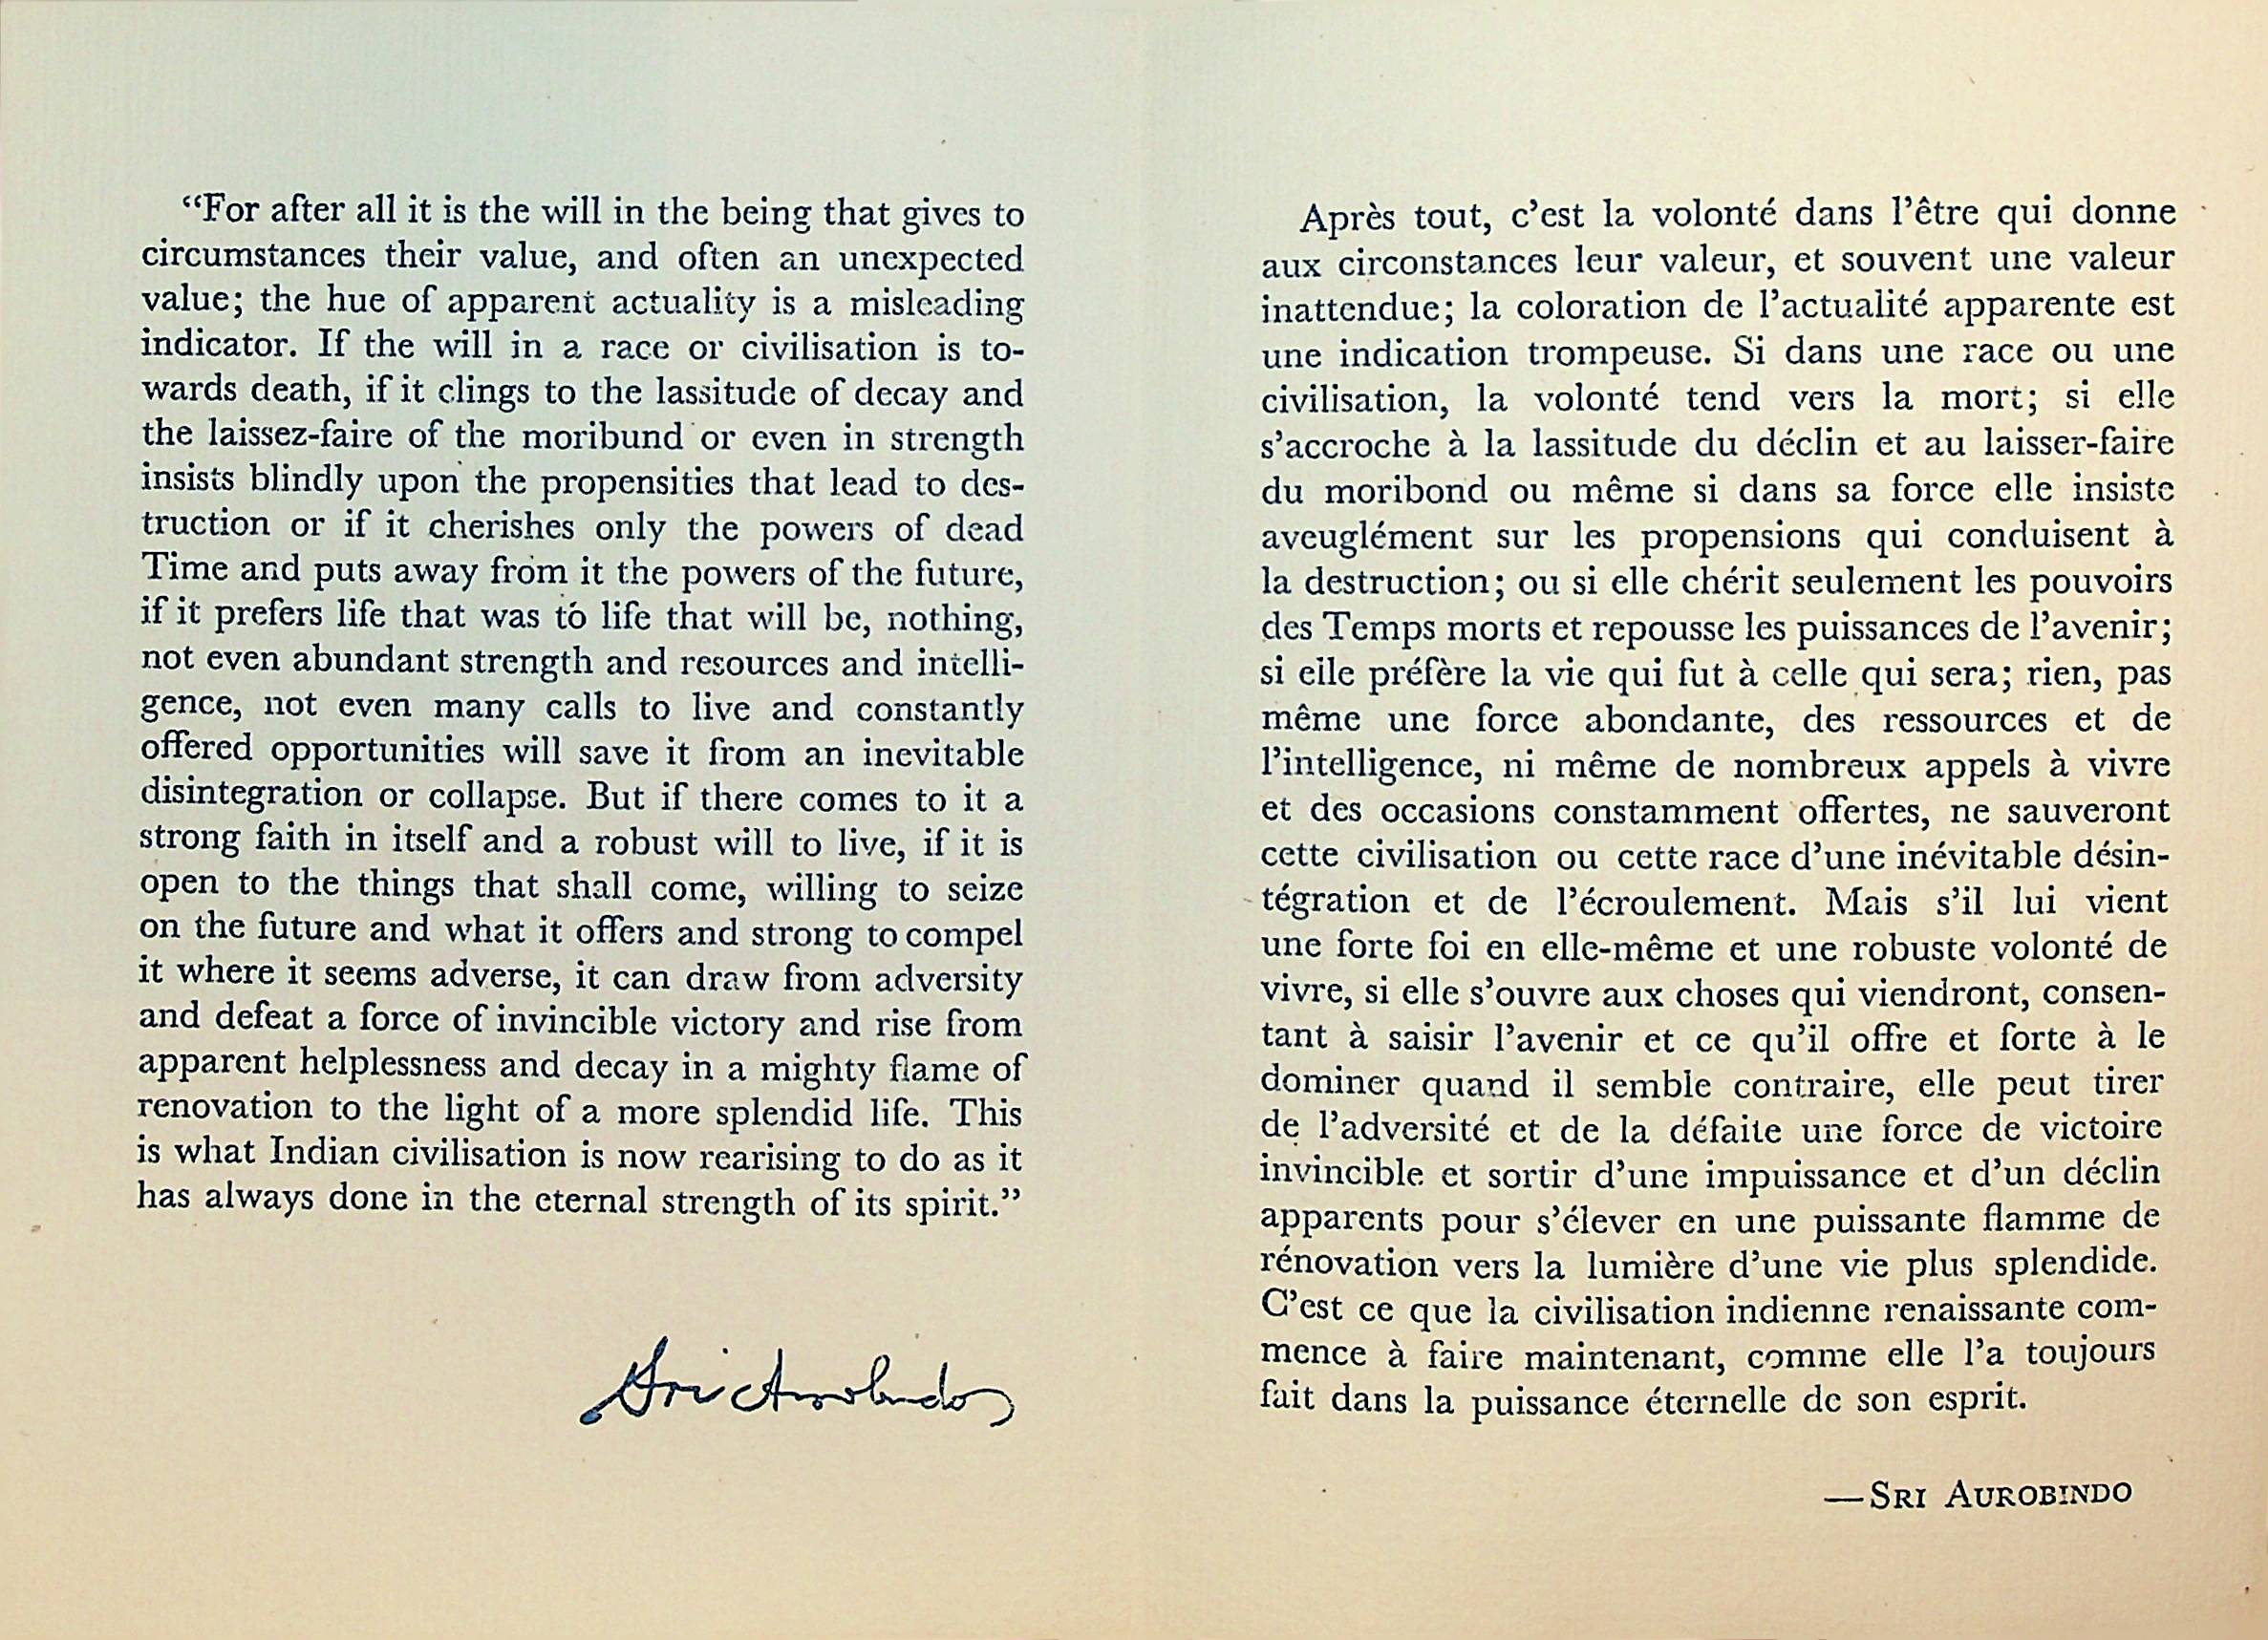 “For after all it is the will in the being that gives to
circumstances their value, and often an unexpected
value; the hue of apparent actuality is a misleading
indicator. If the will in a race or civilisation is to-
wards death, if it clings to the lassitude of decay and
the laissez-faire of the moribund or even in strength
insists blindly upon the propensities that lead to des-
truction or if it cherishes only the powers of dead
Time and puts away from it the powers of the future,
if it prefers life that was to life that will be, nothing,
not even abundant strength and resources and intelli-
gence, not even many calls to live and constantly
offered opportunities will save it from an inevitable
disintegration or collapse. But if there comes to it a
strong faith in itself and a robust will to live, if it is
open to the things that shall come, willing to seize
on the future and what it offers and strong to compel
it where it seems adverse, it can draw from adversity
and defeat a force of invincible victory and rise from
apparent helplessness and decay in a mighty flame of
renovation to the light of a more splendid life. This
is what Indian civilisation is now rearising to do as it
has always done in the eternal strength of its spirit.”
Sri Aurobindo
Après tout, c’est la volonté dans l’être qui donne
aux circonstances leur valeur, et souvent une valeur
inattendue; la coloration de l’actualité apparente est
une indication trompeuse. Si dans une race ou une
civilisation, la volonté tend vers la mort; si elle
s’accroche à la lassitude du déclin et au laisser-faire
du moribond ou même si dans sa force elle insiste
aveuglément sur les propensions qui conduisent à
la destruction; ou si elle chérit seulement les pouvoirs
des Temps morts et repousse les puissances de l’avenir;
si elle préfère la vie qui fut à celle qui sera; rien, pas
même une force abondante, des ressources et de
l’intelligence, ni même de nombreux appels à vivre
et des occasions constamment offertes, ne sauveront
cette civilisation ou cette race d’une inévitable désin-
tégration et de l’écroulement. Mais s’il lui vient
une forte foi en elle-même et une robuste volonté de
vivre, si elle s’ouvre aux choses qui viendront, consen-
tant à saisir l’avenir et ce qu’il offre et forte à le
dominer quand il semble contraire, elle peut tirer
de l’adversité et de la défaite une force de victoire
invincible et sortir d’une impuissance et d’un déclin
apparents pour s’élever en une puissante flamme de
rénovation vers la lumière d’une vie plus splendide.
C’est ce que la civilisation indienne renaissante com-
mence à faire maintenant, comme elle l’a toujours
fait dans la puissance éternelle de son esprit.
—SRI AUROBINDO